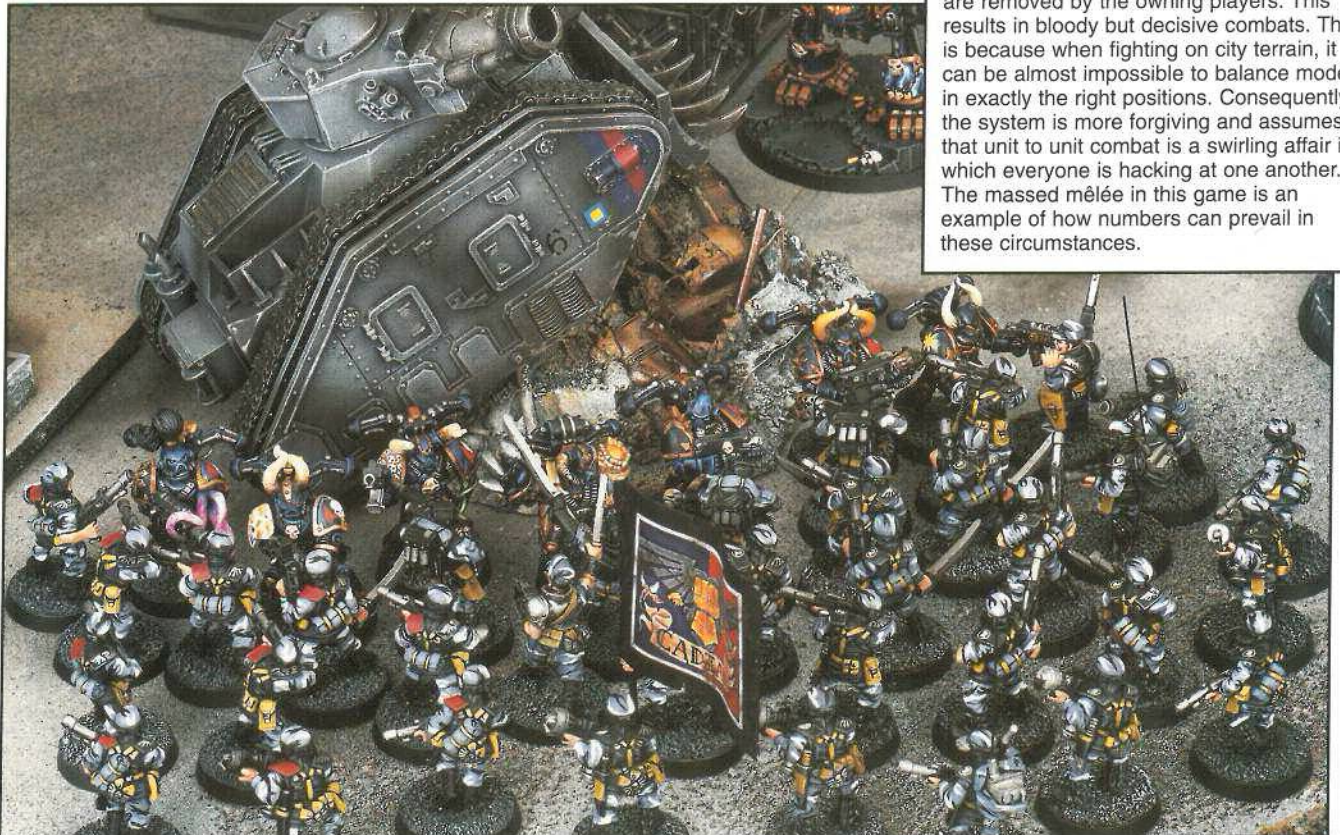 are removed by the owning players. This
results in bloody but decisive combats.
is because when fighting on city terrain, it
can be almost impossible to balance
in exactly the right positions. Consequently
the system is more forgiving and assumes
that unit to unit combat is a swirling affair
which everyone is hacking at one another.
The massed mêlée in this game is an
example of how numbers can prevail in
these circumstances.